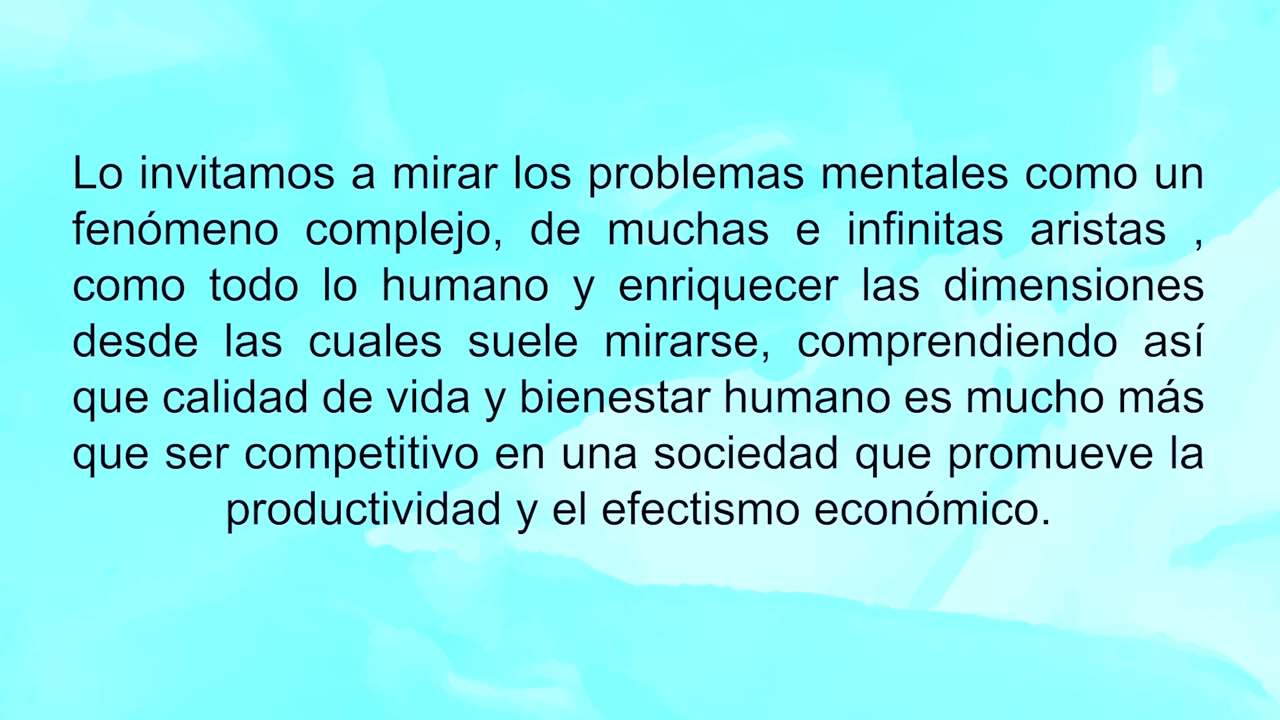 Lo invitamos a mirar los problemas mentales como un
fenómeno complejo, de muchas e infinitas aristas ,
como todo lo humano y enriquecer las dimensiones
desde las cuales suele mirarse, comprendiendo así
que calidad de vida y bienestar humano es mucho más
que ser competitivo en una sociedad que promueve la
productividad y el efectismo económico.